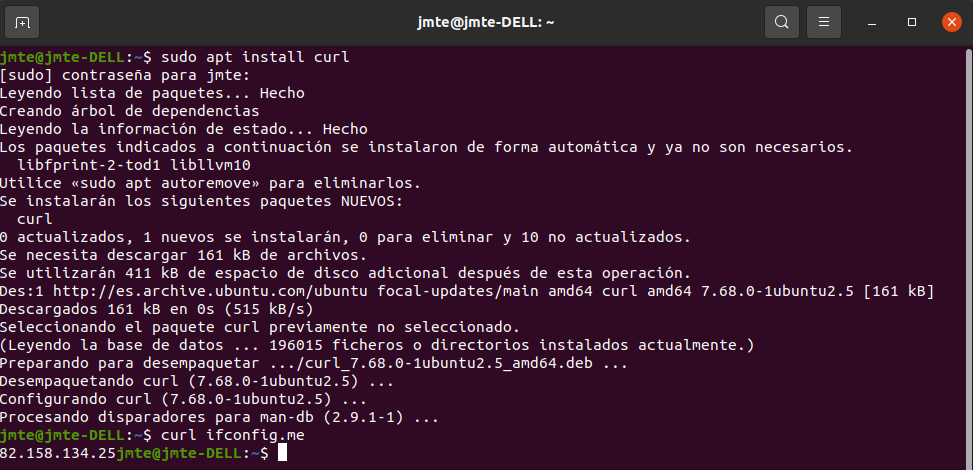 jmte@jmte-DELL: ~
jmte@jmte-DELL:~$ sudo apt install curl
[sudo] contraseña para jmte:
Leyendo lista de paquetes... Hecho
Creando árbol de dependencias
Leyendo la información de estado... Hecho
Los paquetes indicados a continuación se instalaron de forma automática y ya no son necesarios.
  libfprint-2-tod1 libllvm10
Utilice «sudo apt autoremove» para eliminarlos.
Se instalarán los siguientes paquetes NUEVOS:
  curl
0 actualizados, 1 nuevos se instalarán, 0 para eliminar y 10 no actualizados.
Se necesita descargar 161 kB de archivos.
Se utilizarán 411 kB de espacio de disco adicional después de esta operación.
Des:1 http://es.archive.ubuntu.com/ubuntu focal-updates/main amd64 curl amd64 7.68.0-1ubuntu2.5 [161 kB]
Descargados 161 kB en 0s (515 kB/s)
Seleccionando el paquete curl previamente no seleccionado.
(Leyendo la base de datos ... 196015 ficheros o directorios instalados actualmente.)
Preparando para desempaquetar .../curl_7.68.0-1ubuntu2.5_amd64.deb ...
Desempaquetando curl (7.68.0-1ubuntu2.5) ...
Configurando curl (7.68.0-1ubuntu2.5) ...
Procesando disparadores para man-db (2.9.1-1) ...
jmte@jmte-DELL:~$ curl ifconfig.me
82.158.134.25jmte@jmte-DELL:~$